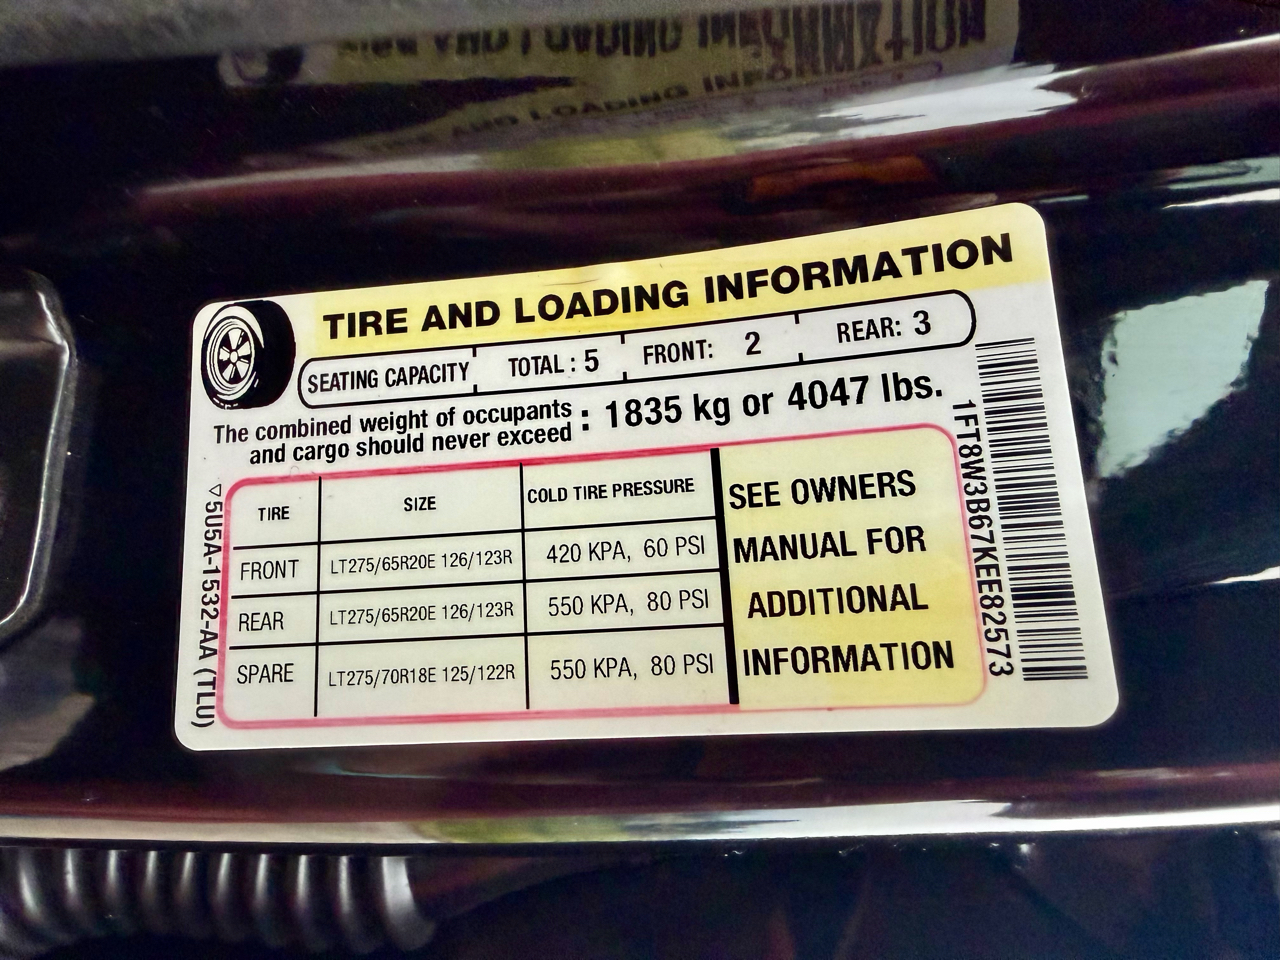 TIRE AND LOADING INFORMATION
SEATING CAPACITY TOTAL : 5 FRONT: 2 REAR: 3
The combined weight of occupants
and cargo should never exceed : 1835 kg or 4047 lbs.
TIRE SIZE COLD TIRE PRESSURE
FRONT LT275/65R20E 126/123R 420 KPA, 60 PSI
REAR LT275/65R20E 126/123R 550 KPA, 80 PSI
SPARE LT275/70R18E 125/122R 550 KPA, 80 PSI
SEE OWNERS
MANUAL FOR
ADDITIONAL
INFORMATION
5U5A-1532-AA (TLU)
1FT8W3B67KEE82573